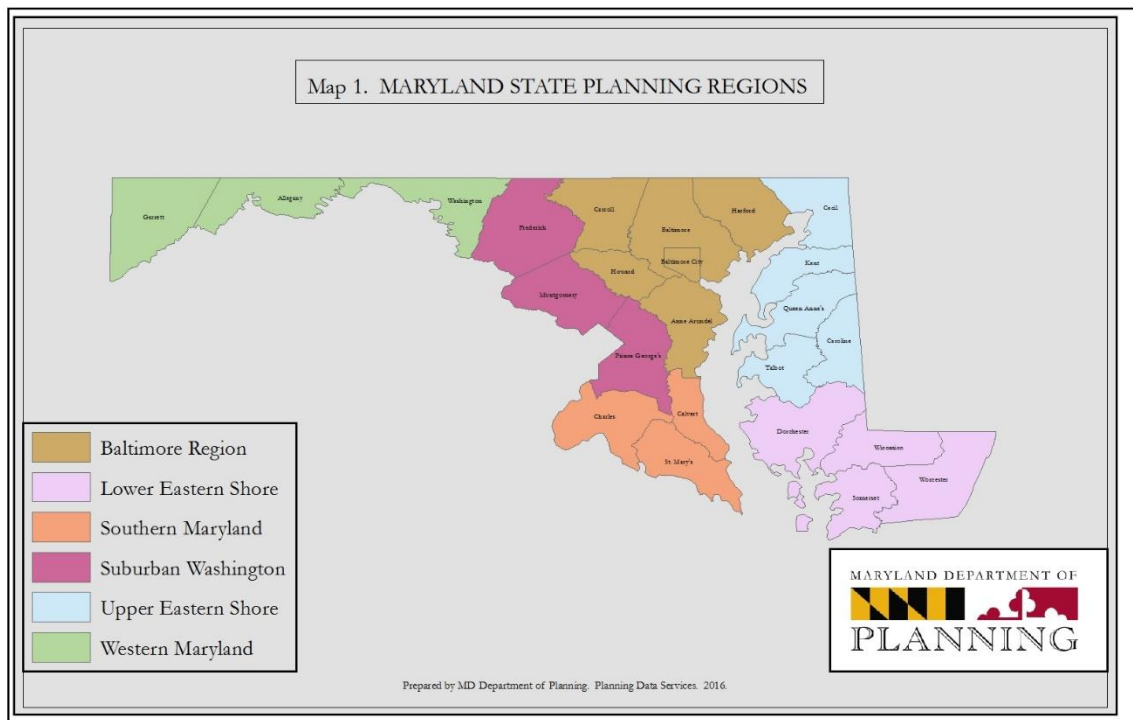 Map 1. MARYLAND STATE PLANNING REGIONS
Garrett
Allegany
Washington
Frederick
Carroll
Baltimore
Harford
Cecil
Baltimore City
Howard
Kent
Montgomery
Anne Arundel
Queen Anne's
Prince George's
Caroline
Talbot
Charles
Calvert
Dorchester
St. Mary's
Wicomico
Somerset
Worcester
Baltimore Region
Lower Eastern Shore
Southern Maryland
Suburban Washington
Upper Eastern Shore
Western Maryland
MARYLAND DEPARTMENT OF
PLANNING
Prepared by MD Department of Planning. Planning Data Services. 2016.